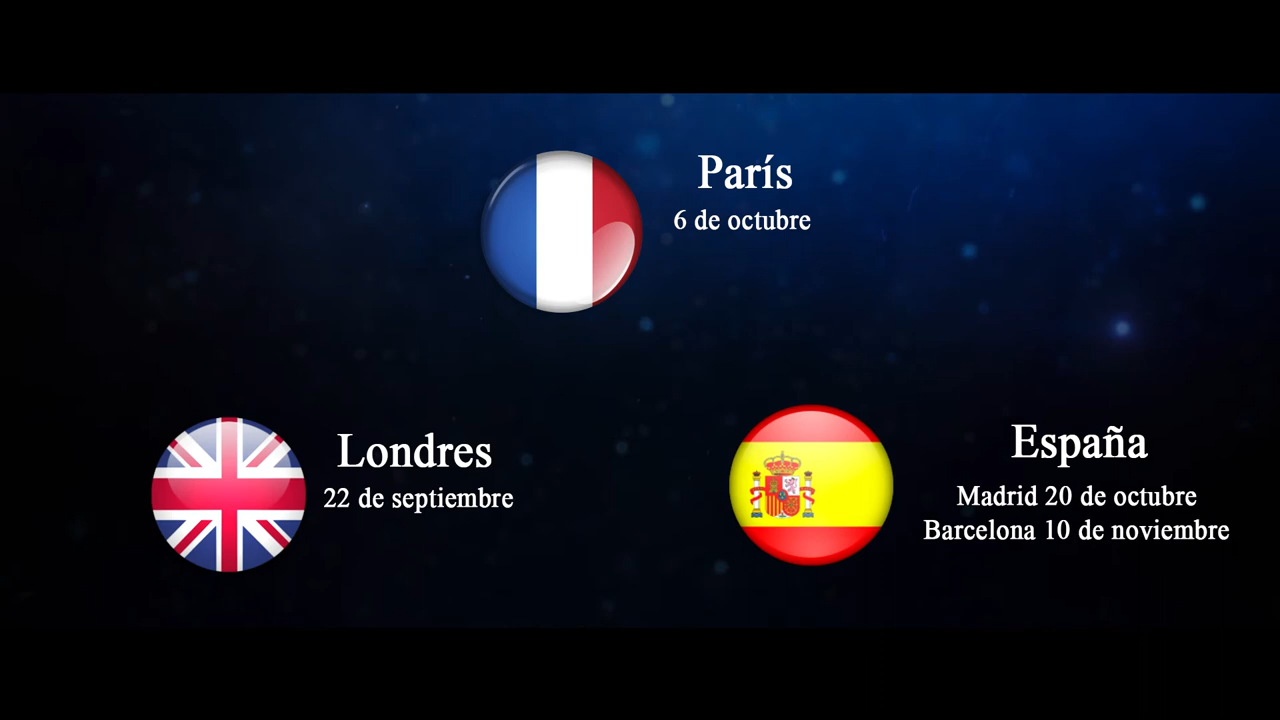 París
6 de octubre
Londres
22 de septiembre
España
Madrid 20 de octubre
Barcelona 10 de noviembre